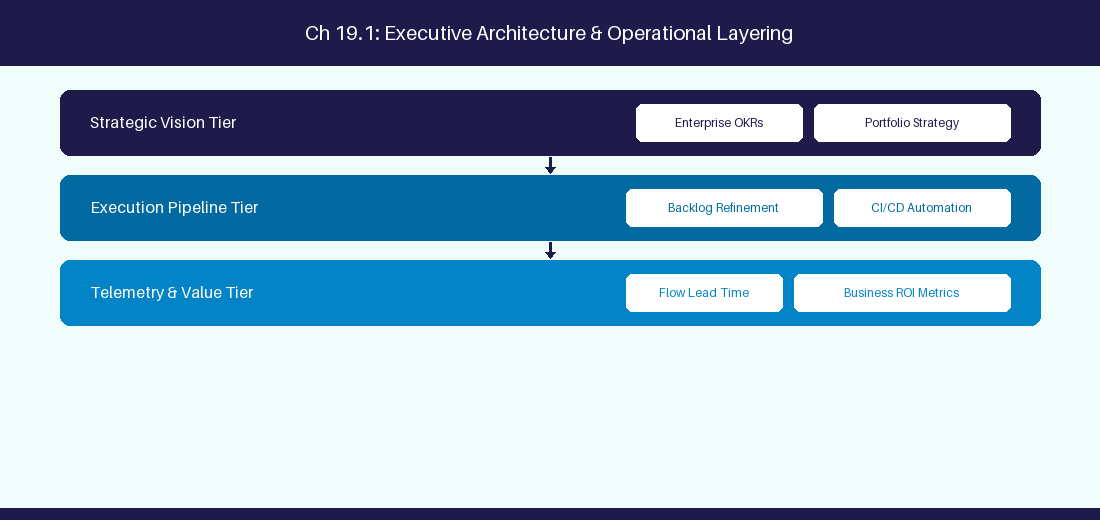 Ch 19.1: Executive Architecture & Operational Layering
Strategic Vision Tier
Enterprise OKRs
Portfolio Strategy
Execution Pipeline Tier
Backlog Refinement
CI/CD Automation
Telemetry & Value Tier
Flow Lead Time
Business ROI Metrics